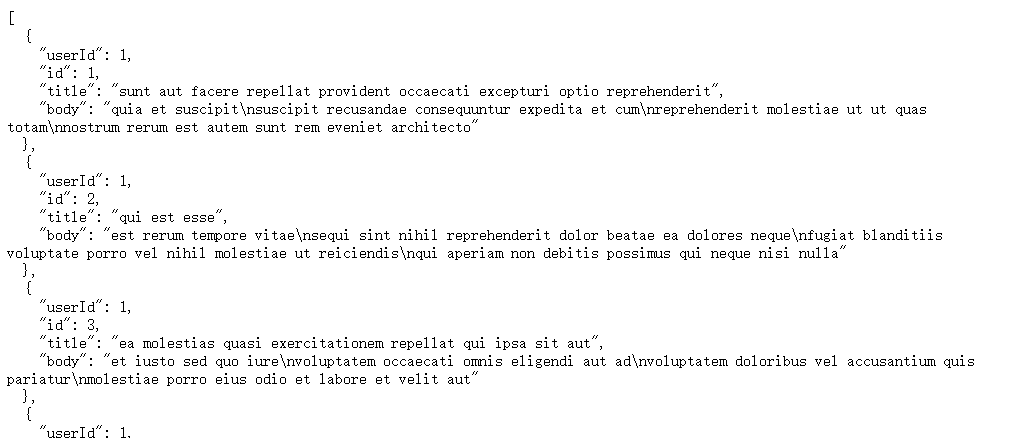 [
  {
    "userId": 1,
    "id": 1,
    "title": "sunt aut facere repellat provident occaecati excepturi optio reprehenderit",
    "body": "quia et suscipit\nsuscipit recusandae consequuntur expedita et cum\nreprehenderit molestiae ut ut quas
totam\nnostrum rerum est autem sunt rem eveniet architecto"
  },
  {
    "userId": 1,
    "id": 2,
    "title": "qui est esse",
    "body": "est rerum tempore vitae\nsequi sint nihil reprehenderit dolor beatae ea dolores neque\nfugiat blanditiis
voluptate porro vel nihil molestiae ut reiciendis\nqui aperiam non debitis possimus qui neque nisi nulla"
  },
  {
    "userId": 1,
    "id": 3,
    "title": "ea molestias quasi exercitationem repellat qui ipsa sit aut",
    "body": "et iusto sed quo iure\nvoluptatem occaecati omnis eligendi aut ad\nvoluptatem doloribus vel accusantium quis
pariatur\nmolestiae porro eius odio et labore et velit aut"
  },
  {
    "userId": 1,